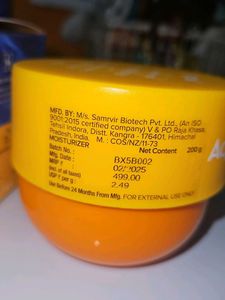 MFD. BY: M/s. Samrvir Biotech Pvt. Ltd., (An ISO
9001:2015 certified company) V & PO Raja Khasa,
Tehsil Indora, Distt. Kangra - 176401, Himachal
Pradesh, India. M. : COS/NZ/11-73
MOISTURIZER Net Content 200 g
Batch No. : BX5B002
Mfg. Date : 02/2025
MRP ₹ : 499.00
(incl. of all taxes)
USP ₹ per g : 2.49
Use Before 24 Months From Mfg. FOR EXTERNAL USE ONLY